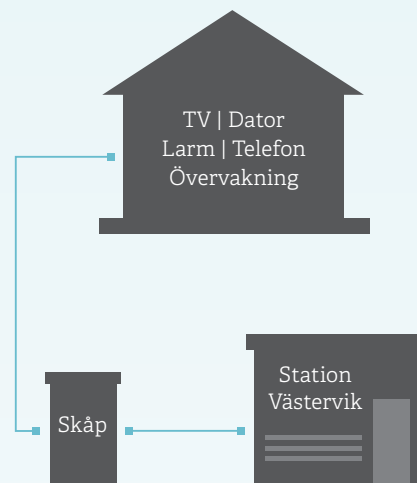 TV | Dator
Larm | Telefon
Övervakning
Station
Västervik
Skåp